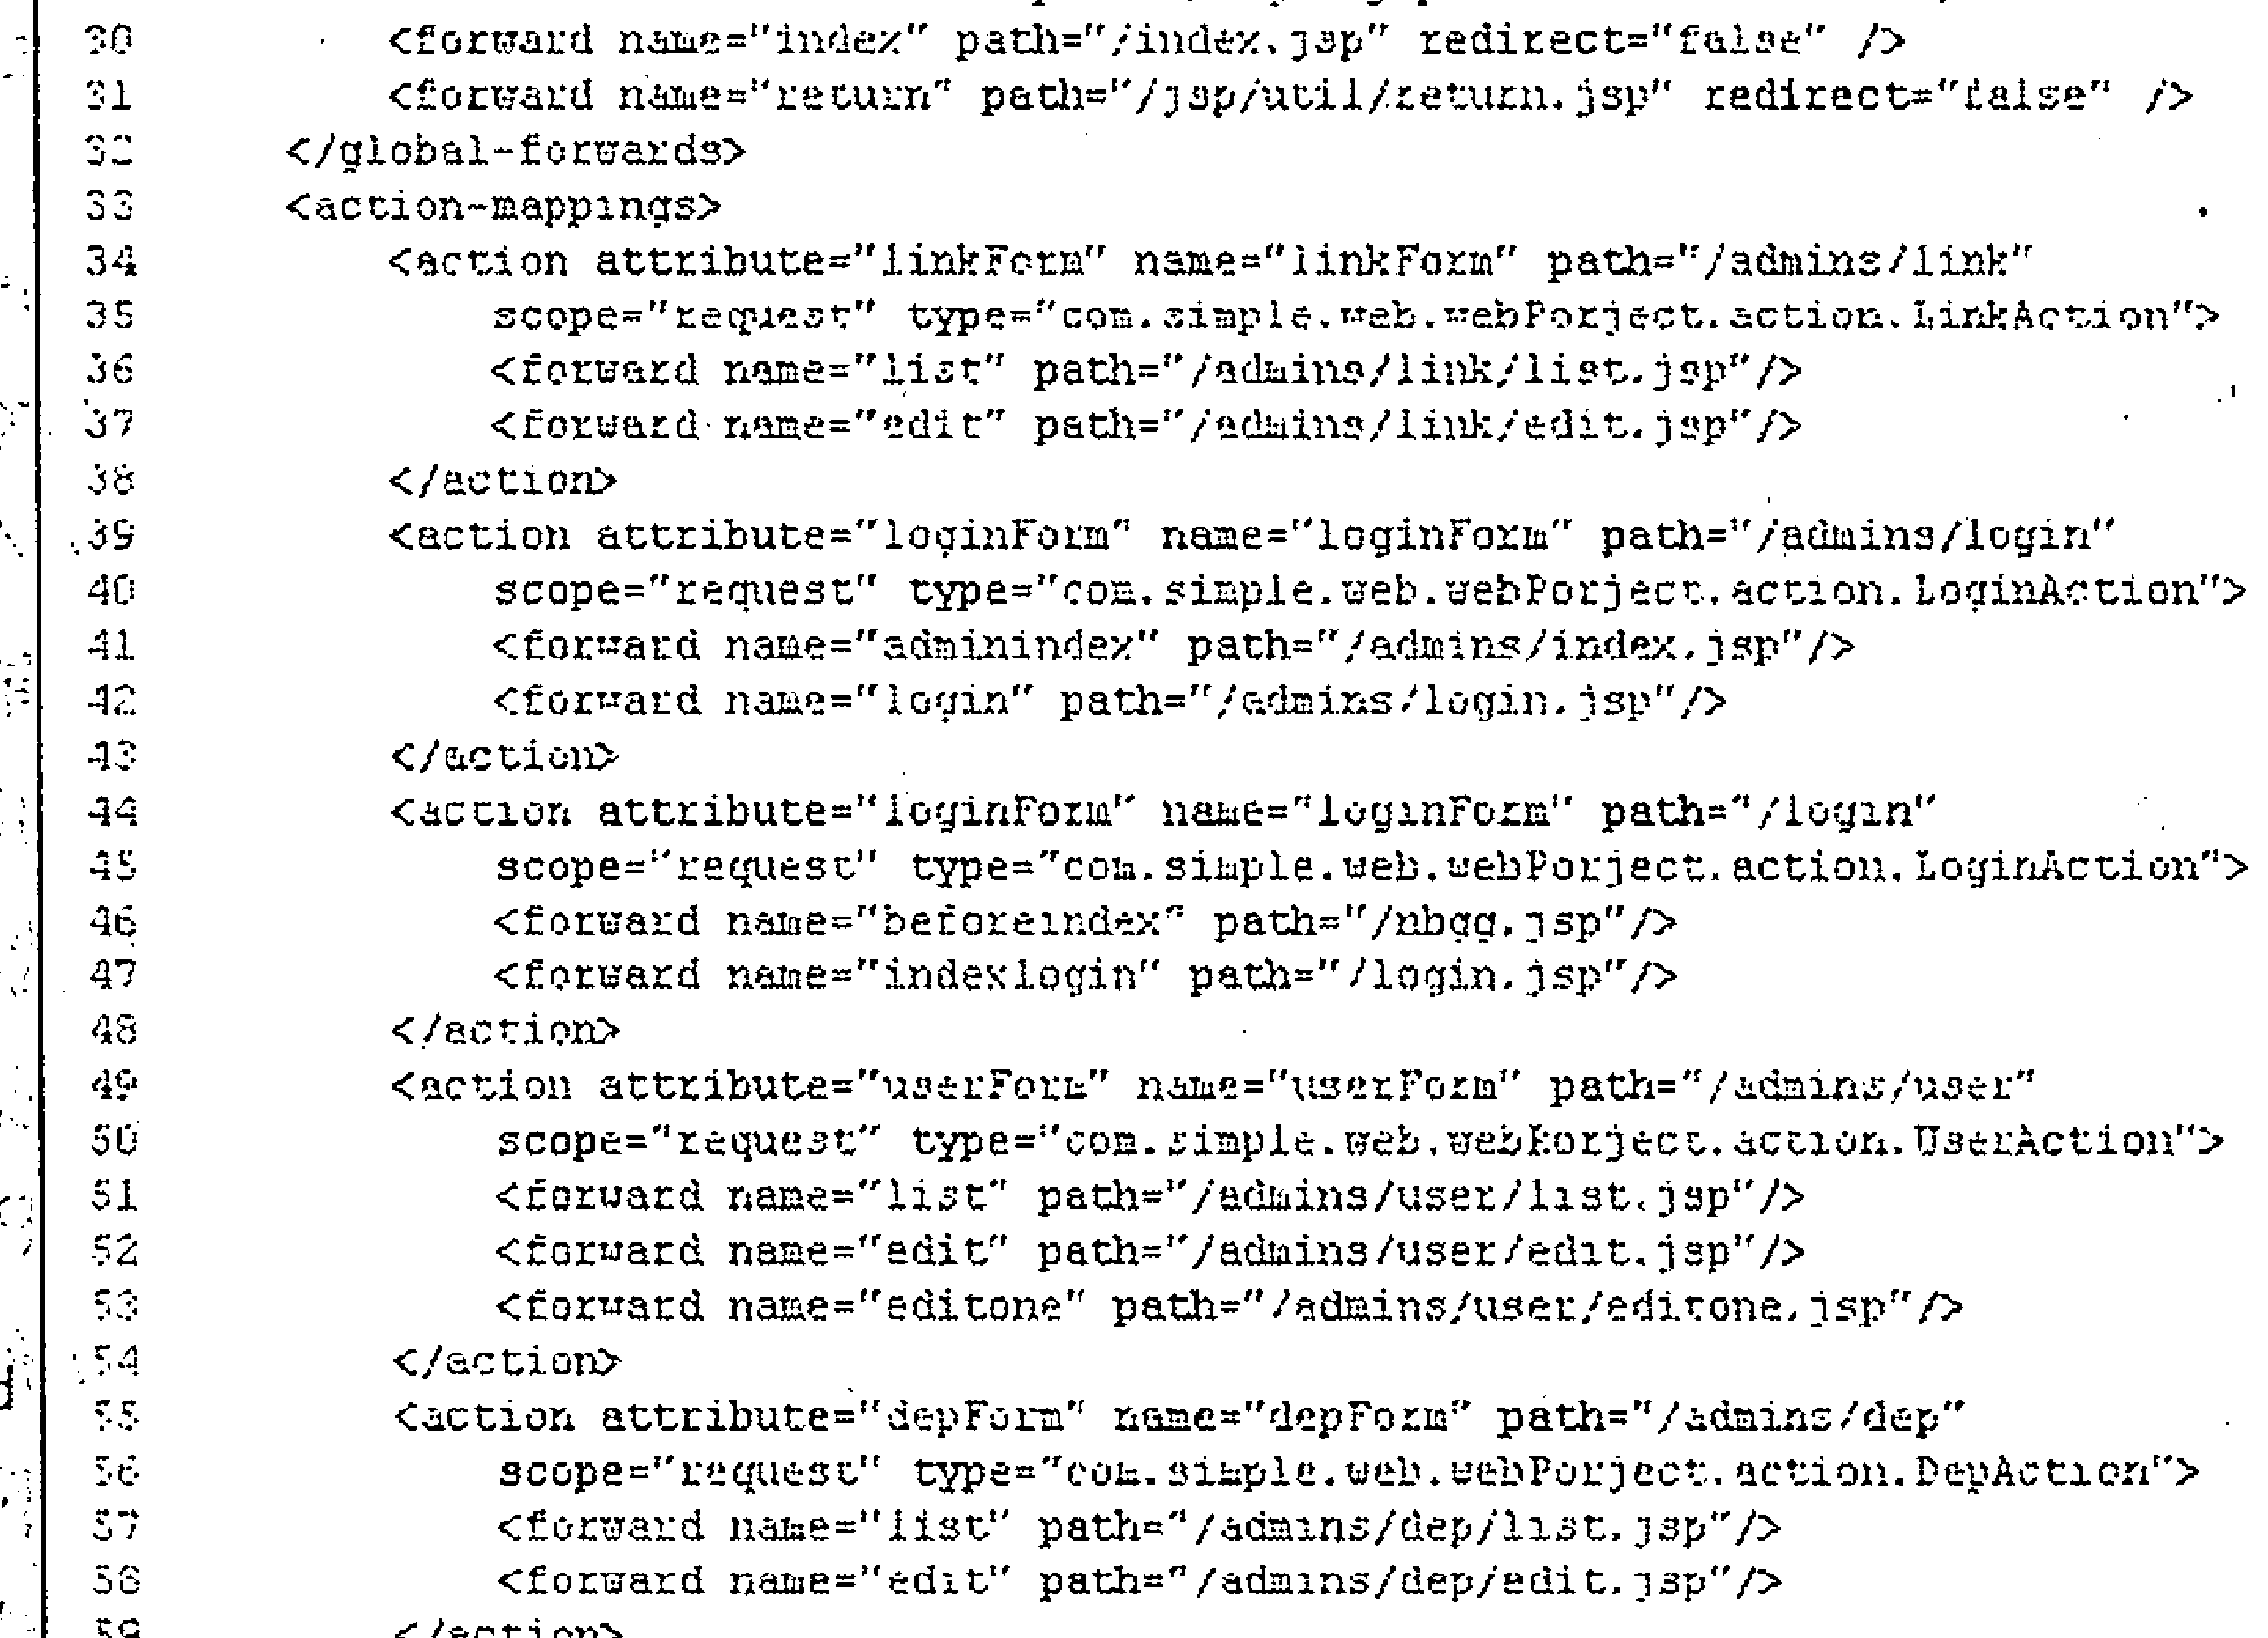 30 <forward name="index" path="/index.jsp" redirect="false" />
31 <forward name="return" path="/jsp/util/return.jsp" redirect="false" />
32 </global-forwards>
33 <action-mappings>
34 <action attribute="linkForm" name="linkForm" path="/admins/link"
35 scope="request" type="com.simple.web.webPorject.action.LinkAction">
36 <forward name="list" path="/admins/link/list.jsp"/>
37 <forward name="edit" path="/admins/link/edit.jsp"/>
38 </action>
39 <action attribute="loginForm" name="loginForm" path="/admins/login"
40 scope="request" type="com.simple.web.webPorject.action.LoginAction">
41 <forward name="adminindex" path="/admins/index.jsp"/>
42 <forward name="login" path="/admins/login.jsp"/>
43 </action>
44 <action attribute="loginForm" name="loginForm" path="/login"
45 scope="request" type="com.simple.web.webPorject.action.LoginAction">
46 <forward name="beforeindex" path="/nbgg.jsp"/>
47 <forward name="indexlogin" path="/login.jsp"/>
48 </action>
49 <action attribute="userForm" name="userForm" path="/admins/user"
50 scope="request" type="com.simple.web.webPorject.action.UserAction">
51 <forward name="list" path="/admins/user/list.jsp"/>
52 <forward name="edit" path="/admins/user/edit.jsp"/>
53 <forward name="editone" path="/admins/user/editone.jsp"/>
54 </action>
55 <action attribute="depForm" name="depForm" path="/admins/dep"
56 scope="request" type="com.simple.web.webPorject.action.DepAction">
57 <forward name="list" path="/admins/dep/list.jsp"/>
58 <forward name="edit" path="/admins/dep/edit.jsp"/>
59 </action>